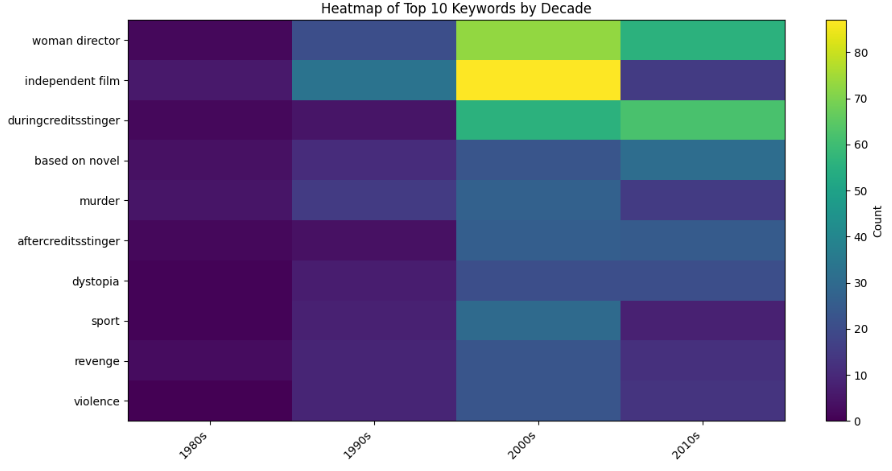 Heatmap of Top 10 Keywords by Decade
woman director
independent film
duringcreditsstinger
based on novel
murder
aftercreditsstinger
dystopia
sport
revenge
violence
1980s
1990s
2000s
2010s
80
70
60
50
40
30
20
10
0
Count